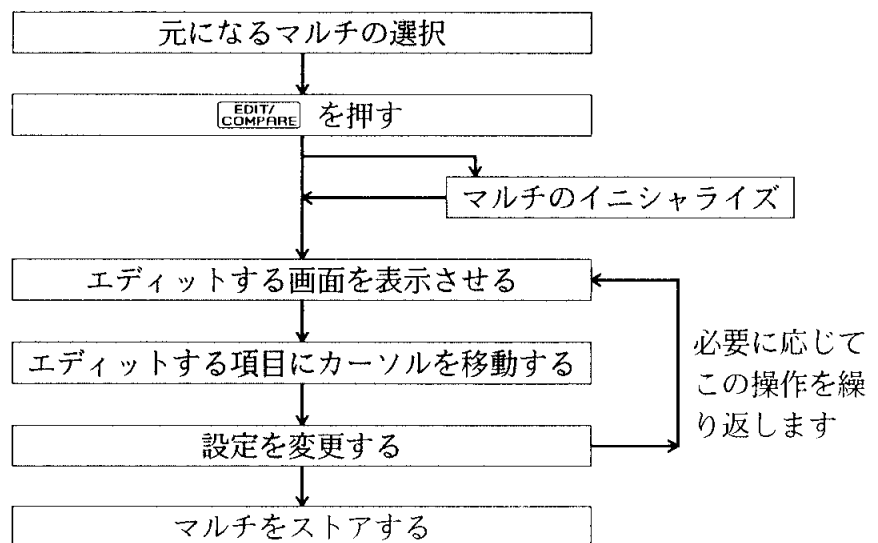 元になるマルチの選択
EDIT/
COMPARE を押す
マルチのイニシャライズ
エディットする画面を表示させる
エディットする項目にカーソルを移動する
設定を変更する
必要に応じて
この操作を繰
り返します
マルチをストアする